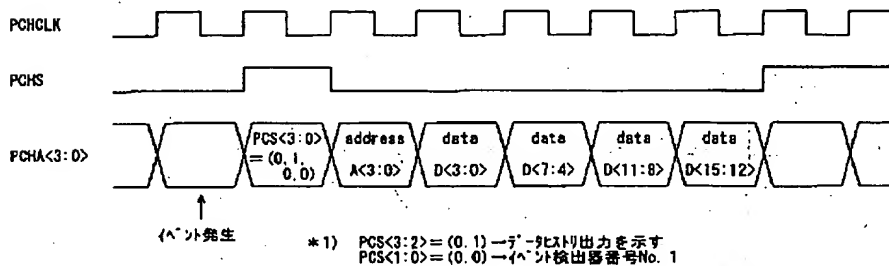 PCHCLK
PCHS
PCHA<3:0>
PCS<3:0>
= (0, 1,
0, 0)
address
A<3:0>
data
D<3:0>
data
D<7:4>
data
D<11:8>
data
D<15:12>
イベント発生
*1) PCS<3:2>=(0. 1)→データヒストリ出力を示す
PCS<1:0>=(0. 0)→イベント検出器番号No. 1